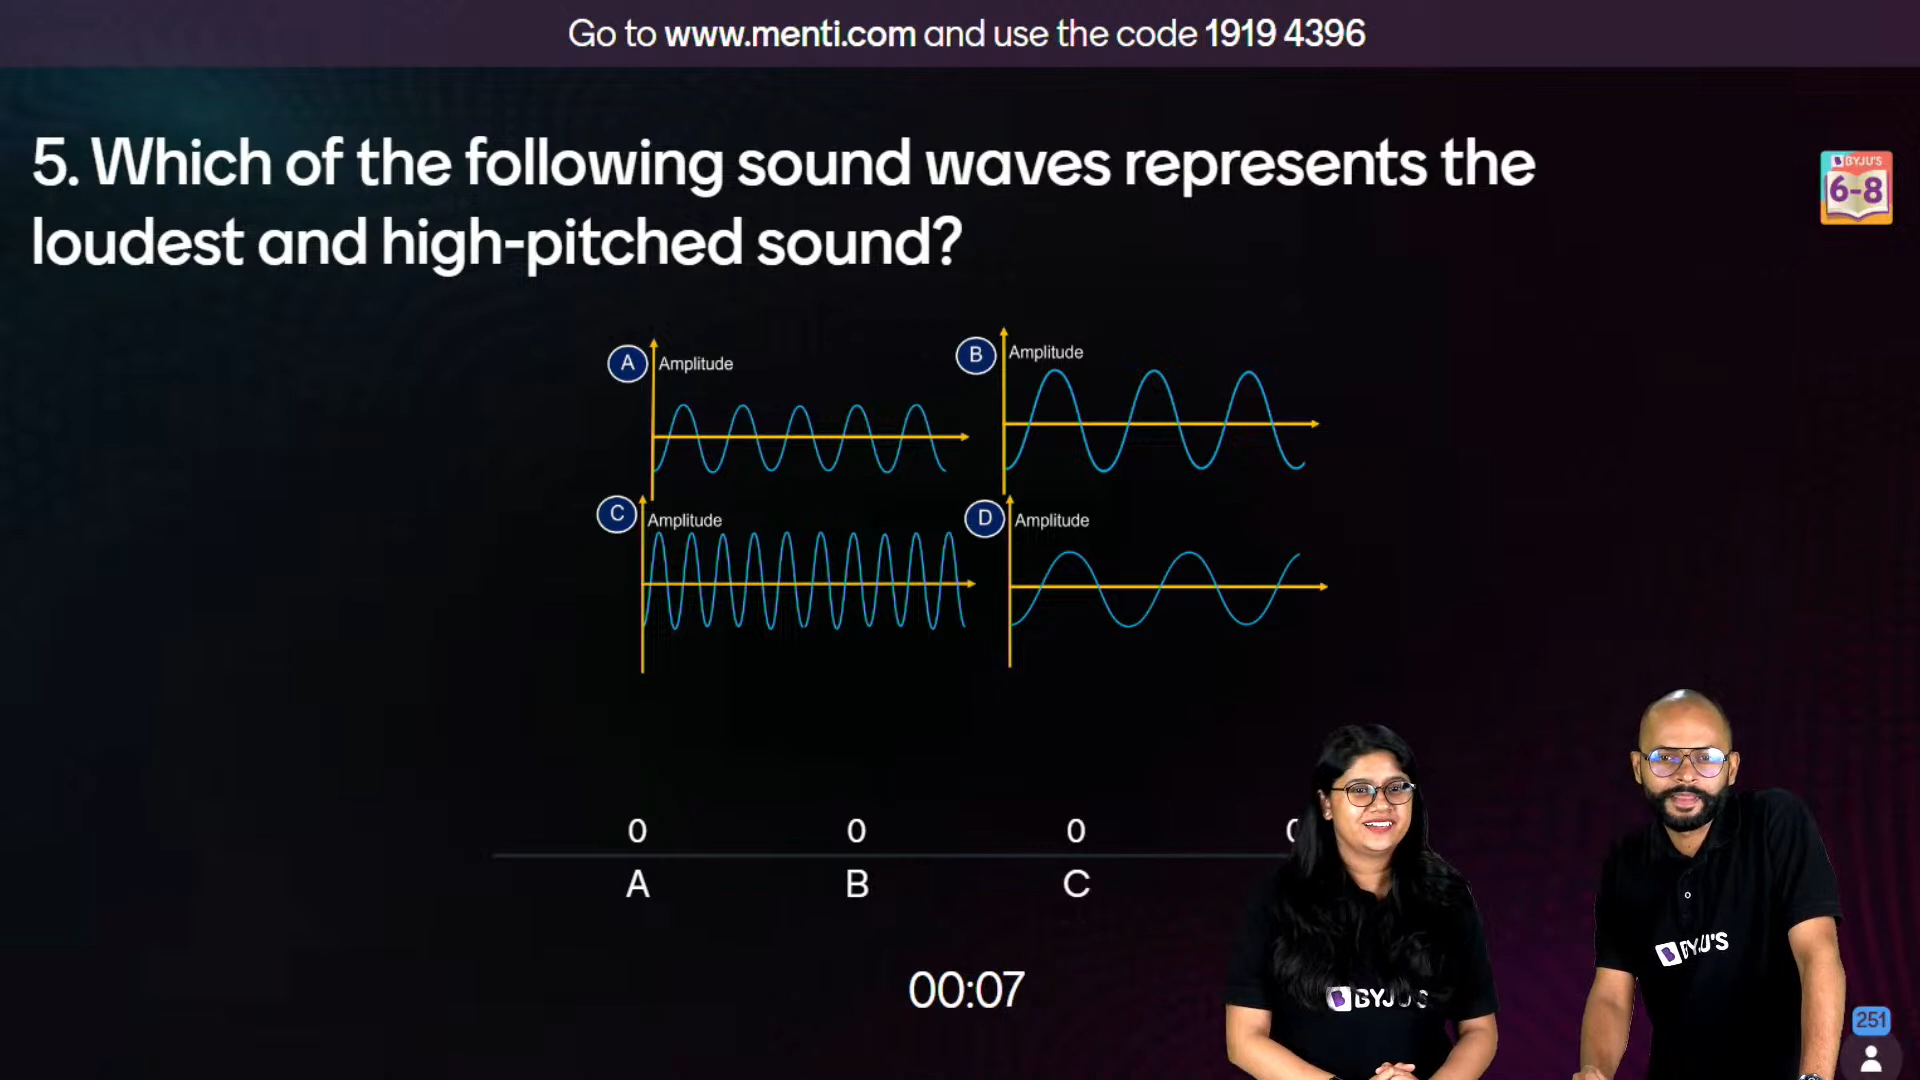 Go to www.menti.com and use the code 1919 4396
5. Which of the following sound waves represents the
loudest and high-pitched sound?
BYJU'S
6-8
A Amplitude
B Amplitude
C Amplitude
D Amplitude
0 0 0
A B C
00:07
BYJU'S
BYJU'S
251